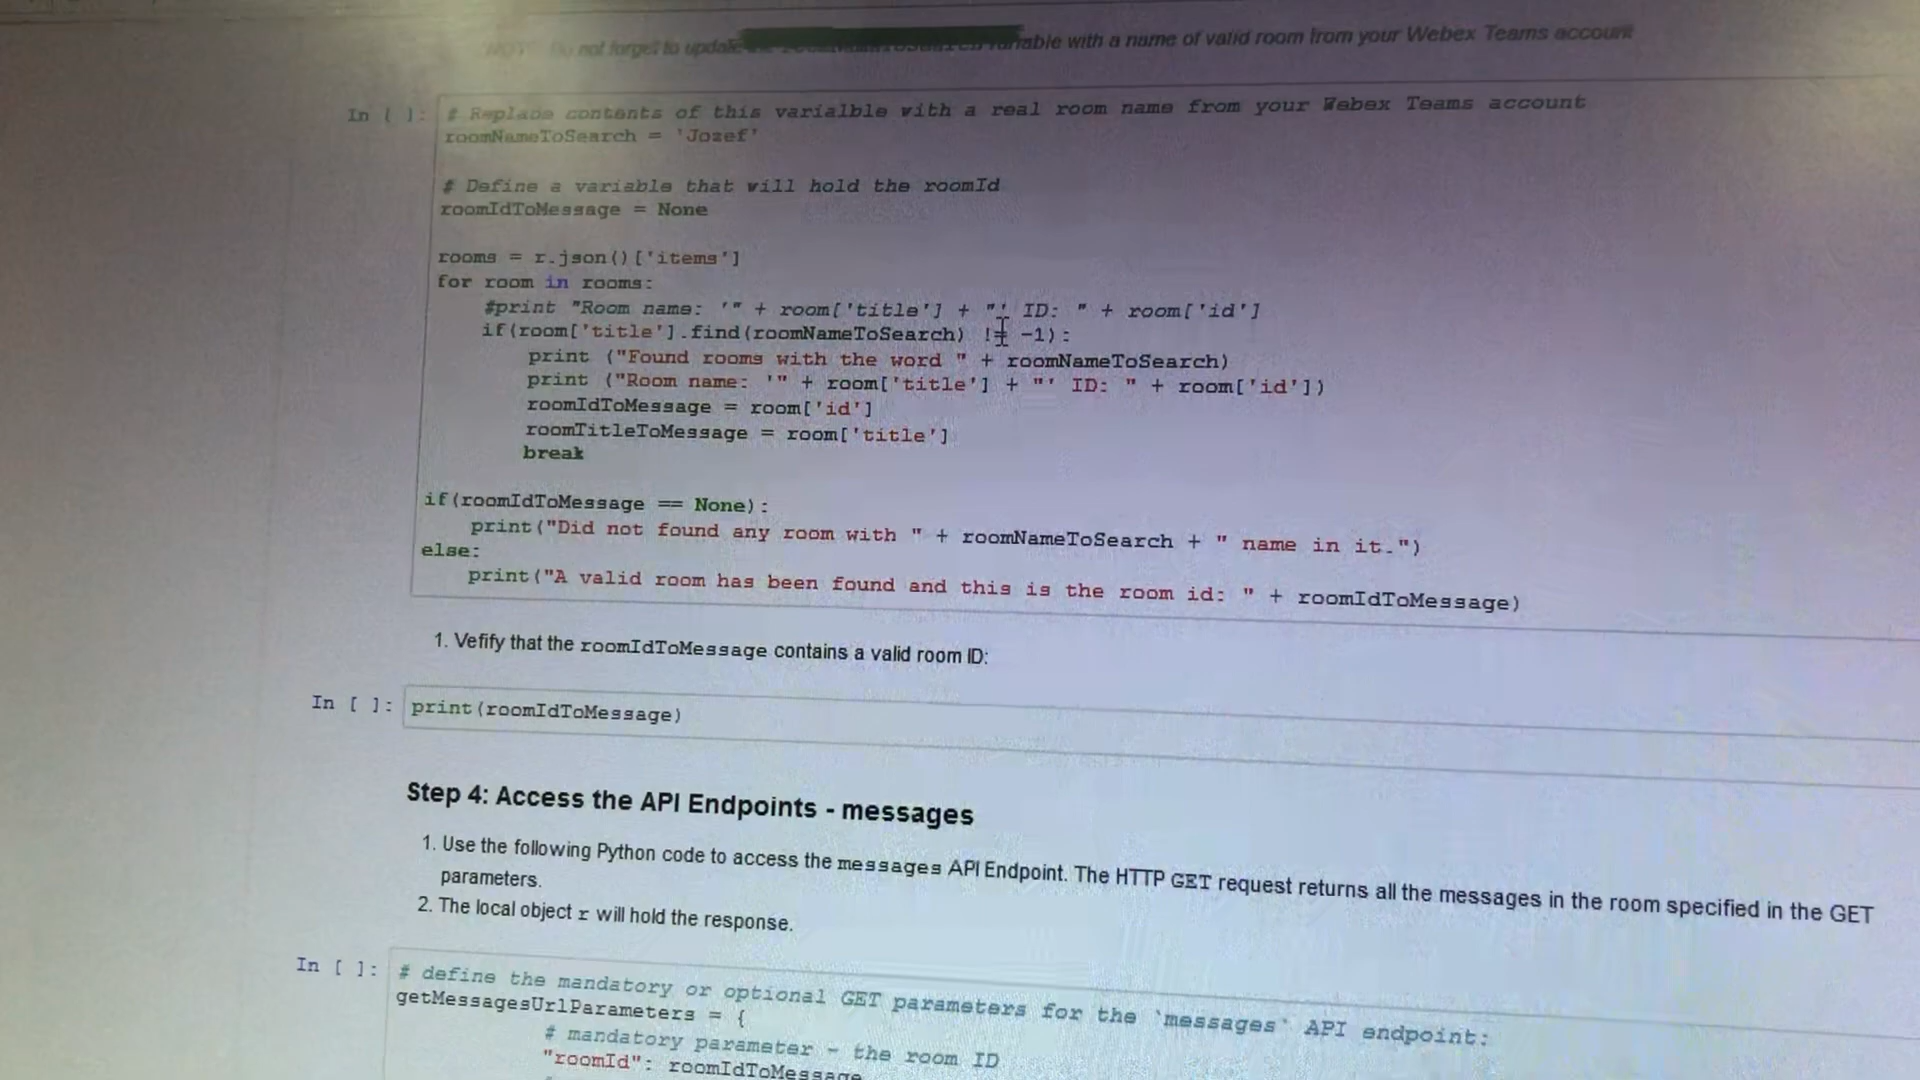 Do not forget to update variable with a name of valid room from your Webex Teams account
In [ ]: # Replace contents of this varialble with a real room name from your Webex Teams account
roomNameToSearch = 'Jozef'
# Define a variable that will hold the roomId
roomIdToMessage = None
rooms = r.json()['items']
for room in rooms:
#print "Room name: '" + room['title'] + "' ID: " + room['id']
if(room['title'].find(roomNameToSearch) != -1):
print ("Found rooms with the word " + roomNameToSearch)
print ("Room name: '" + room['title'] + "' ID: " + room['id'])
roomIdToMessage = room['id']
roomTitleToMessage = room['title']
break
if(roomIdToMessage == None):
print("Did not found any room with " + roomNameToSearch + " name in it.")
else:
print("A valid room has been found and this is the room id: " + roomIdToMessage)
1. Vefify that the roomIdToMessage contains a valid room ID:
In [ ]: print(roomIdToMessage)
Step 4: Access the API Endpoints - messages
1. Use the following Python code to access the messages API Endpoint. The HTTP GET request returns all the messages in the room specified in the GET
parameters.
2. The local object r will hold the response.
In [ ]: # define the mandatory or optional GET parameters for the `messages` API endpoint:
getMessagesUrlParameters = {
# mandatory parameter - the room ID
"roomId": roomIdToMessage